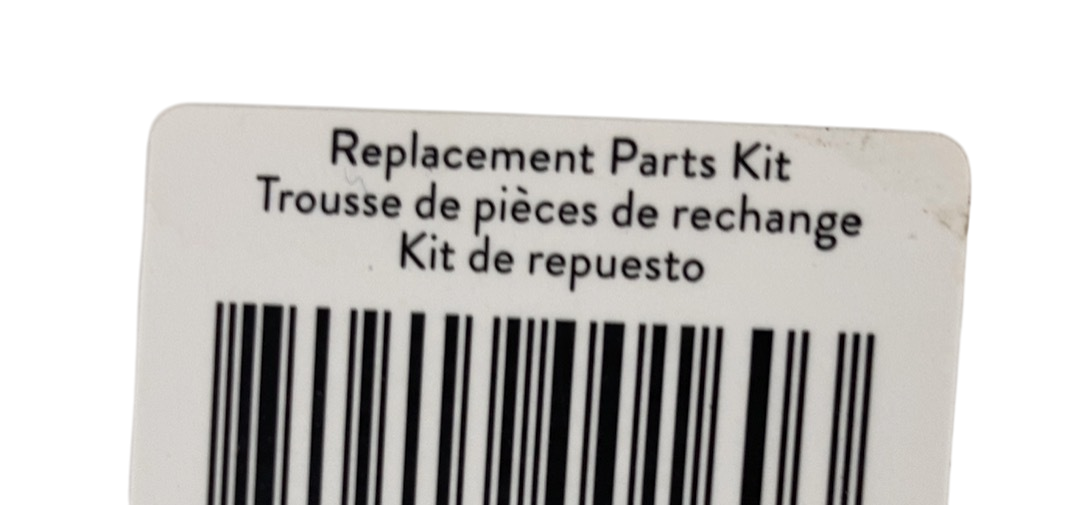 Replacement Parts Kit
Trousse de pièces de rechange
Kit de repuesto